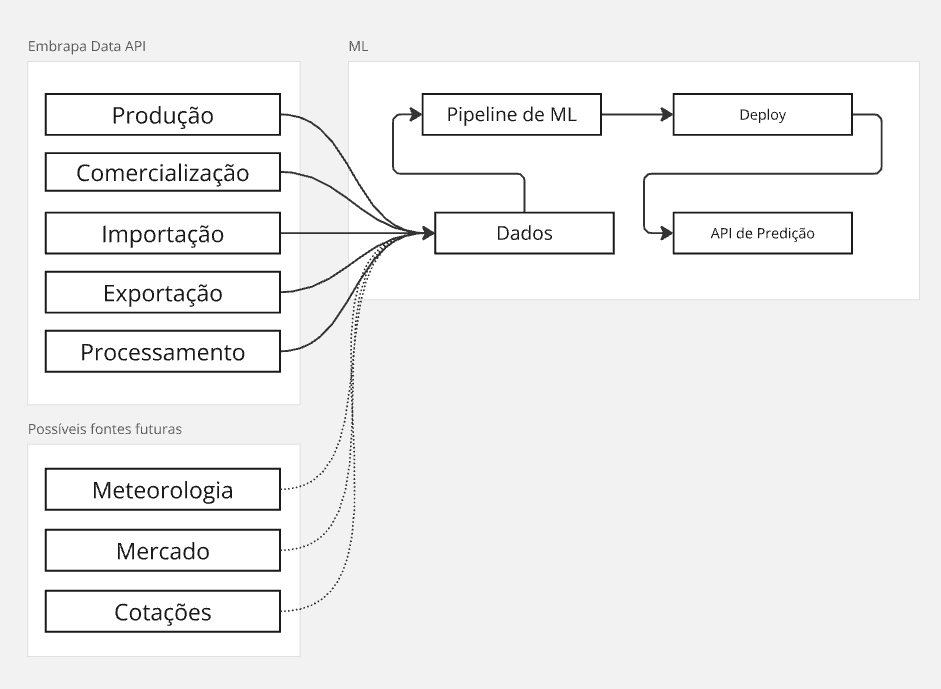 Embrapa Data API
Produção
Comercialização
Importação
Exportação
Processamento
Possíveis fontes futuras
Meteorologia
Mercado
Cotações
ML
Pipeline de ML
Deploy
Dados
API de Predição